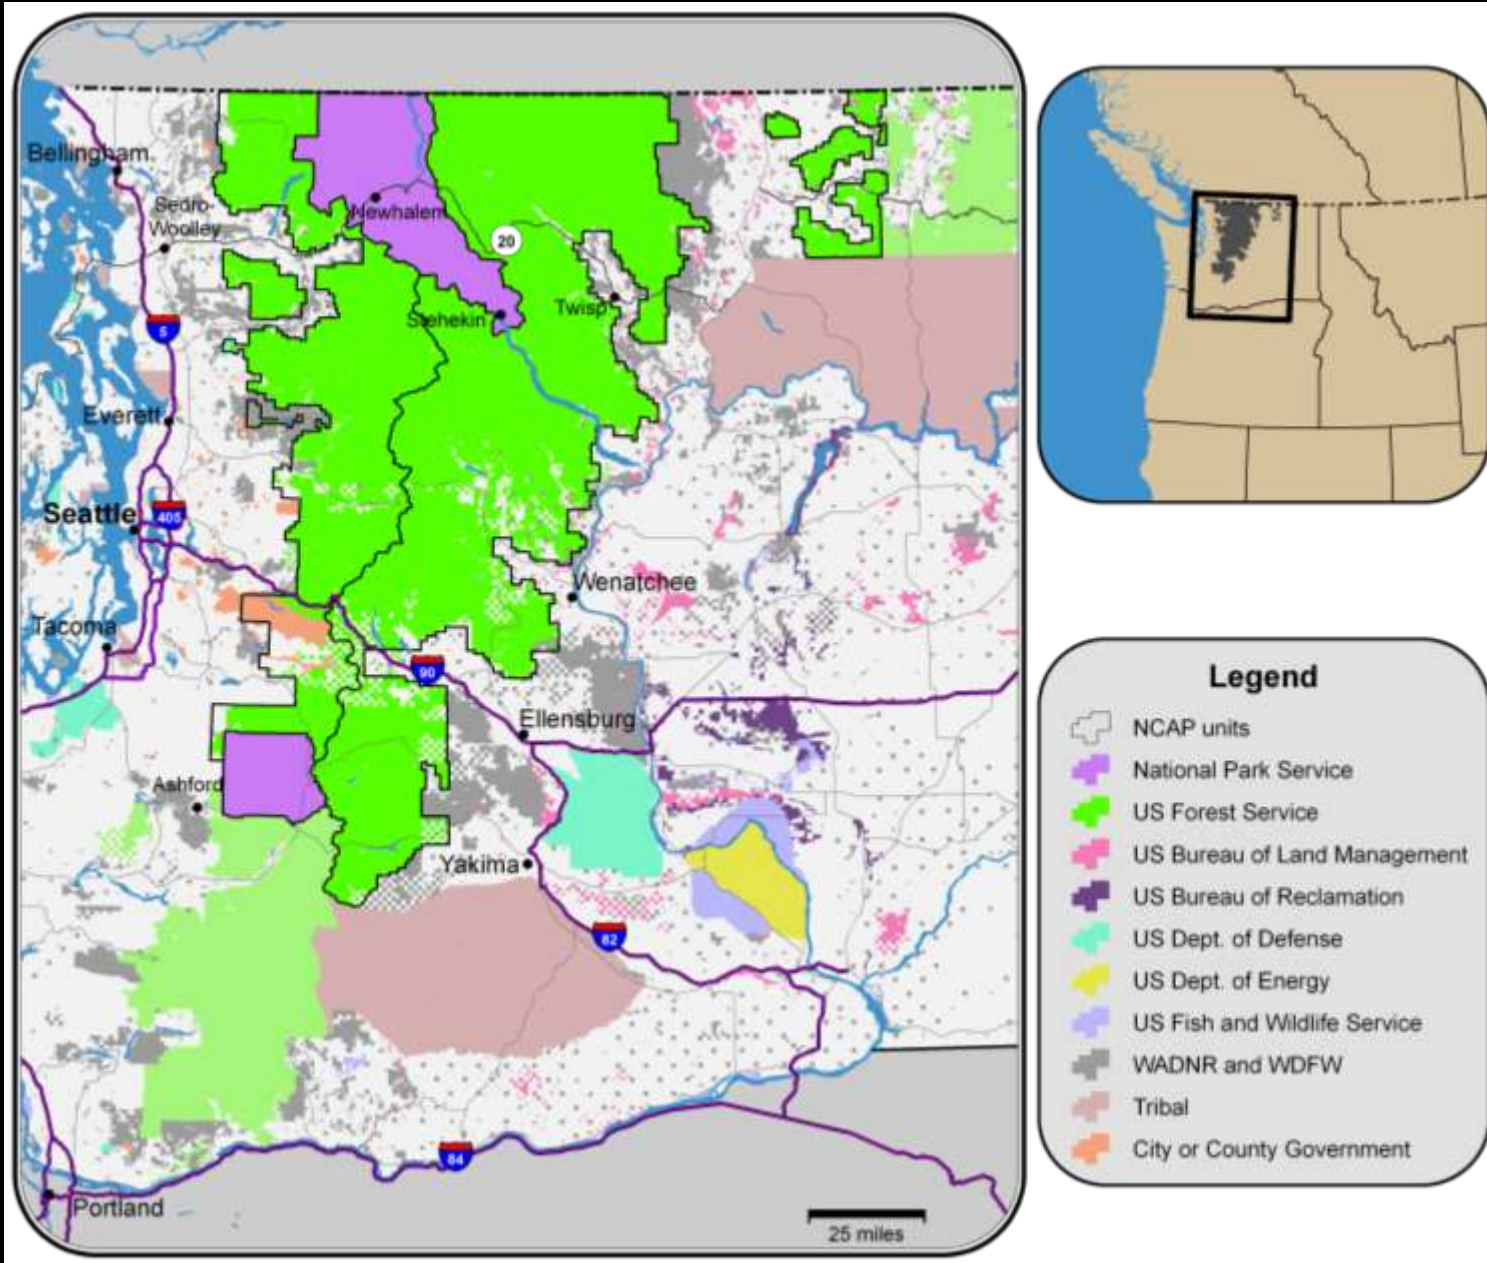 Bellingham
Sedro-
Woolley
Newhalem
20
Stehekin
Twisp
5
Everett
Seattle
405
Wenatchee
Tacoma
90
Ellensburg
Ashford
Yakima
82
84
Portland
25 miles
Legend
NCAP units
National Park Service
US Forest Service
US Bureau of Land Management
US Bureau of Reclamation
US Dept. of Defense
US Dept. of Energy
US Fish and Wildlife Service
WADNR and WDFW
Tribal
City or County Government